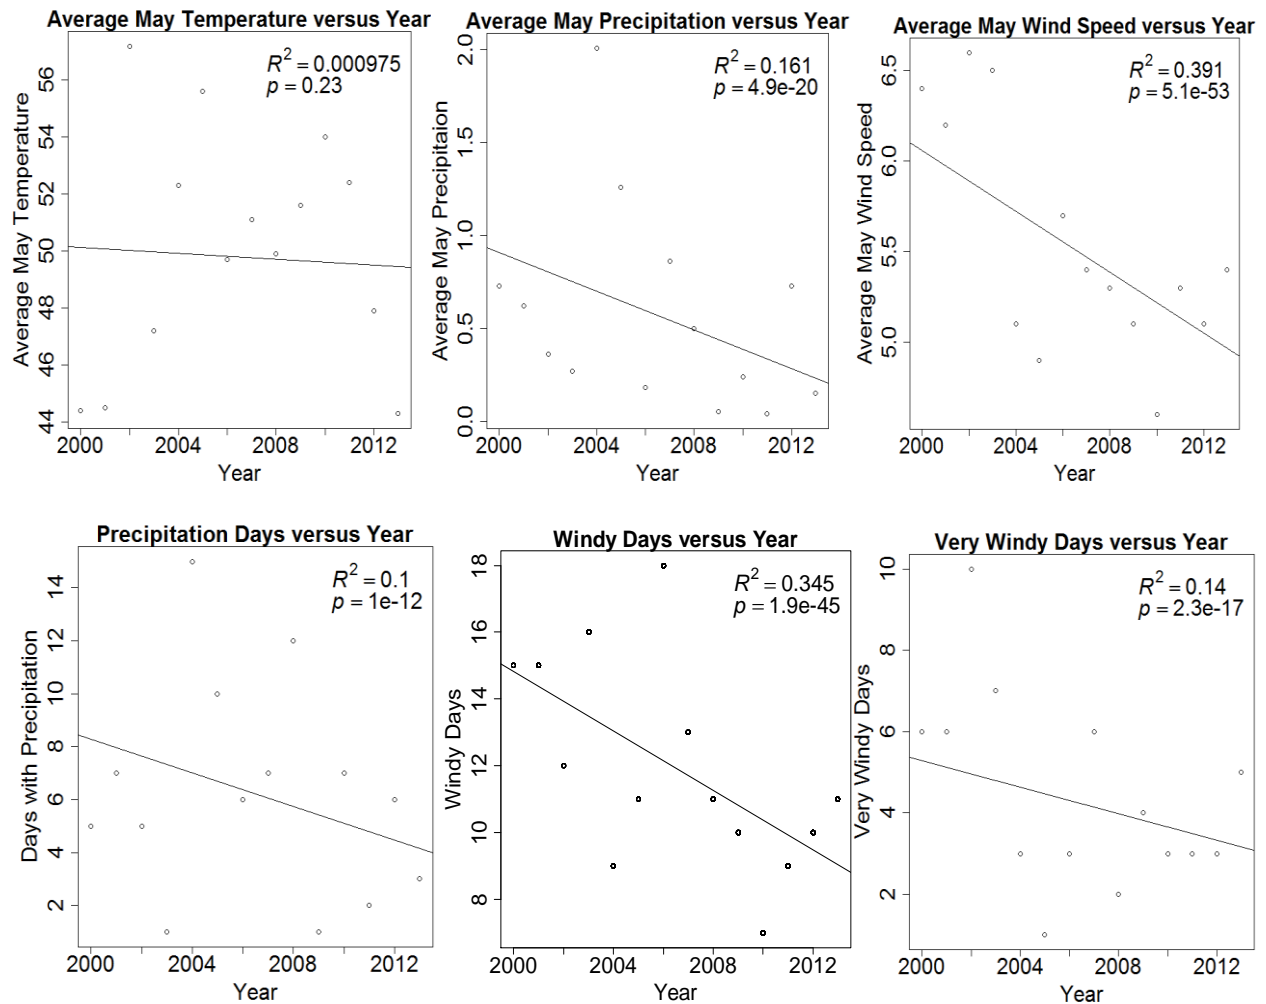 Average May Temperature versus Year
R² = 0.000975
p = 0.23
Average May Temperature
56
54
52
50
48
46
44
2000
2004
2008
2012
Year
Average May Precipitation versus Year
R² = 0.161
p = 4.9e-20
Average May Precipitaion
2.0
1.5
1.0
0.5
0.0
2000
2004
2008
2012
Year
Average May Wind Speed versus Year
R² = 0.391
p = 5.1e-53
Average May Wind Speed
6.5
6.0
5.5
5.0
2000
2004
2008
2012
Year
Precipitation Days versus Year
R² = 0.1
p = 1e-12
Days with Precipitation
14
12
10
8
6
4
2
2000
2004
2008
2012
Year
Windy Days versus Year
R² = 0.345
p = 1.9e-45
Windy Days
18
16
14
12
10
8
2000
2004
2008
2012
Year
Very Windy Days versus Year
R² = 0.14
p = 2.3e-17
Very Windy Days
10
8
6
4
2
2000
2004
2008
2012
Year